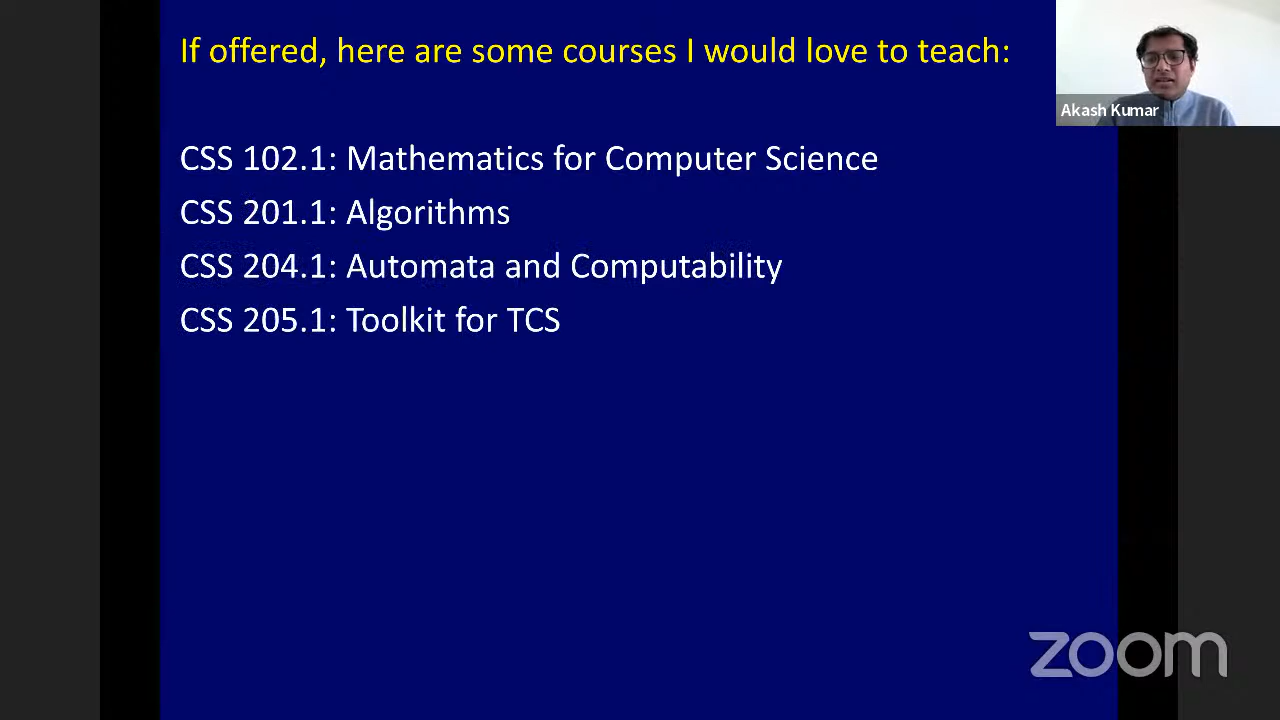 If offered, here are some courses I would love to teach:
Akash Kumar
CSS 102.1: Mathematics for Computer Science
CSS 201.1: Algorithms
CSS 204.1: Automata and Computability
CSS 205.1: Toolkit for TCS
zoom